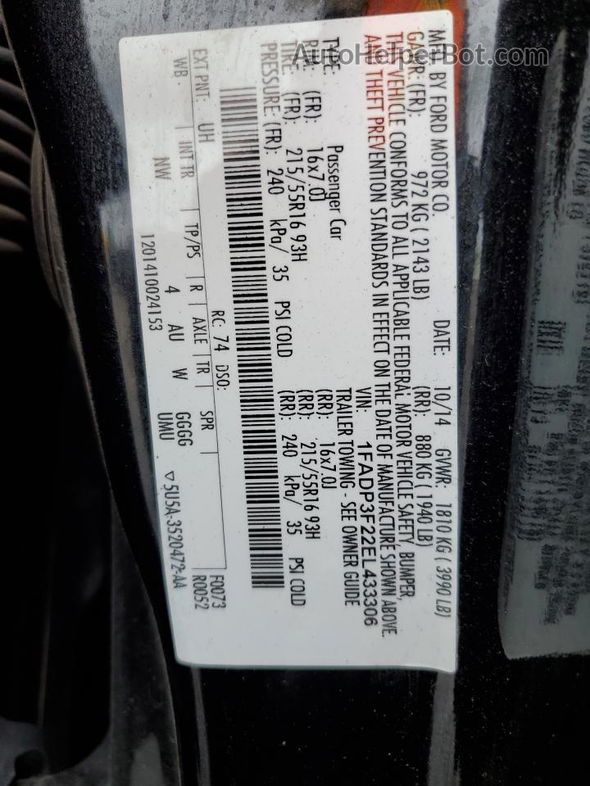 AutoHelperBot.com
MFD. BY FORD MOTOR CO.
DATE: 10/14 GVWR: 1810 KG ( 3990 LB)
GAWR: (FR): 972 KG ( 2143 LB) (RR): 880 KG ( 1940 LB)
THE VEHICLE CONFORMS TO ALL APPLICABLE FEDERAL MOTOR VEHICLE SAFETY, BUMPER,
AND THEFT PREVENTION STANDARDS IN EFFECT ON THE DATE OF MANUFACTURE SHOWN ABOVE.
VIN: 1FADP3F22EL433306
TYPE: Passenger Car TRAILER TOWING - SEE OWNER GUIDE
RIM: (FR): 16x7.0J (RR): 16x7.0J
TIRE: (FR): 215/55R16 93H (RR): 215/55R16 93H
PRESSURE: (FR): 240 kPa/ 35 PSI COLD (RR): 240 kPa/ 35 PSI COLD
EXT PNT: UH RC: 74 DSO: F0073
R0052
WB INT TR TP/PS R AXLE TR SPR
NW 4 AU W GGGG ▽5U5A-3520472-AA
1201410024153 UMU